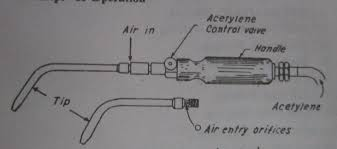 Acetylene
Control valve
Air in
Handle
Tip
Acetylene
Air entry orifices